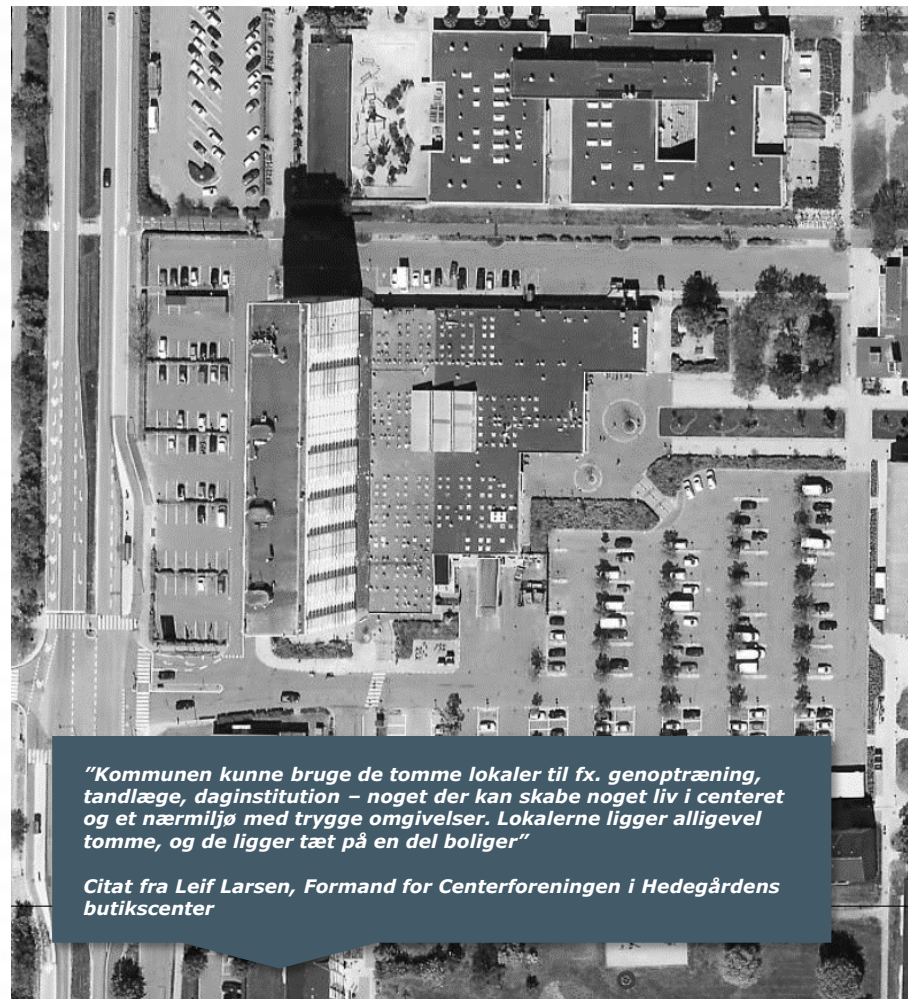 ”Kommunen kunne bruge de tomme lokaler til fx. genoptræning,
tandlæge, daginstitution – noget der kan skabe noget liv i centeret
og et nærmiljø med trygge omgivelser. Lokalerne ligger alligevel
tomme, og de ligger tæt på en del boliger”
Citat fra Leif Larsen, Formand for Centerforeningen i Hedegårdens
butikscenter